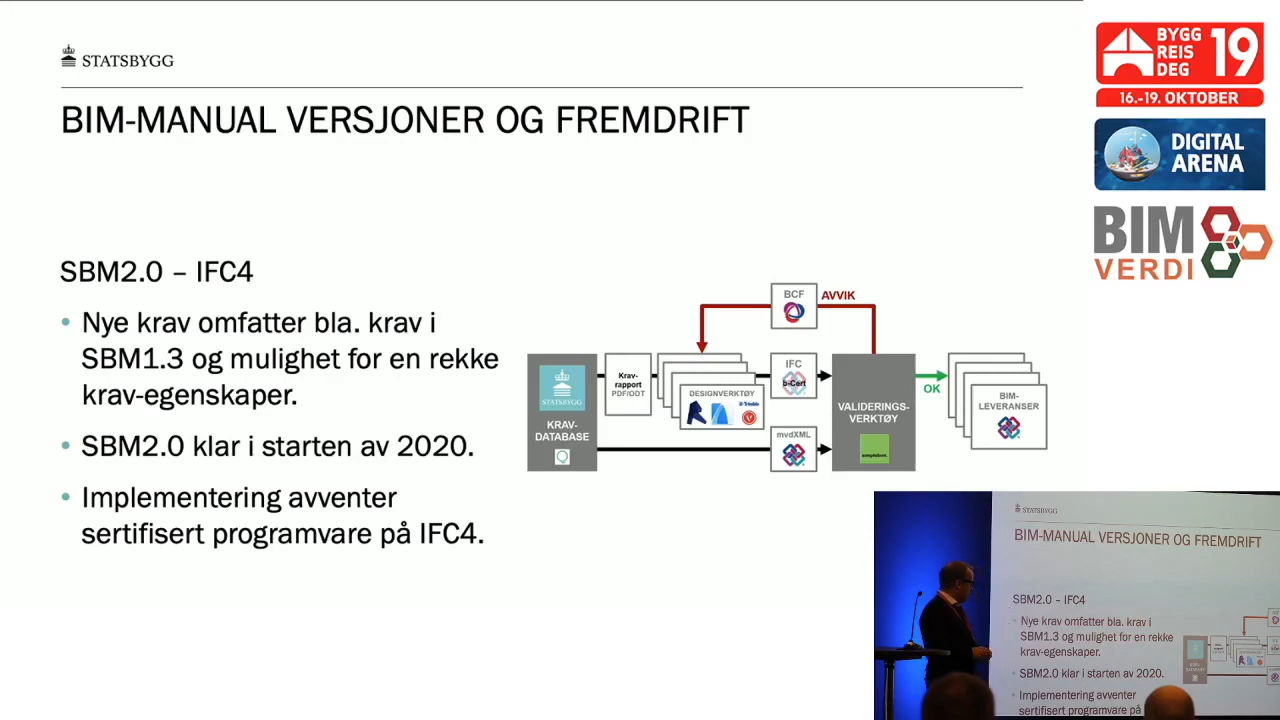 STATSBYGG
BIM-MANUAL VERSJONER OG FREMDRIFT
SBM2.0 – IFC4
• Nye krav omfatter bla. krav i
SBM1.3 og mulighet for en rekke
krav-egenskaper.
• SBM2.0 klar i starten av 2020.
• Implementering avventer
sertifisert programvare på IFC4.
BCF
AVVIK
STATSBYGG
KRAV-
DATABASE
Krav-
rapport
PDF/ODT
DESIGNVERKTØY
Trimble
IFC
b-Cert
mvdXML
VALIDERINGS-
VERKTØY
OK
BIM-
LEVERANSER
BYGG
REIS
DEG
19
16.-19. OKTOBER
DIGITAL
ARENA
BIM
VERDI
STATSBYGG
BIM-MANUAL VERSJONER OG FREMDRIFT
SBM2.0 – IFC4
Nye krav omfatter bla. krav i
SBM1.3 og mulighet for en rekke
krav-egenskaper.
SBM2.0 klar i starten av 2020.
Implementering avventer
sertifisert programvare på